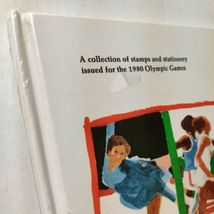 A collection of stamps and stationery
issued for the 1980 Olympic Games